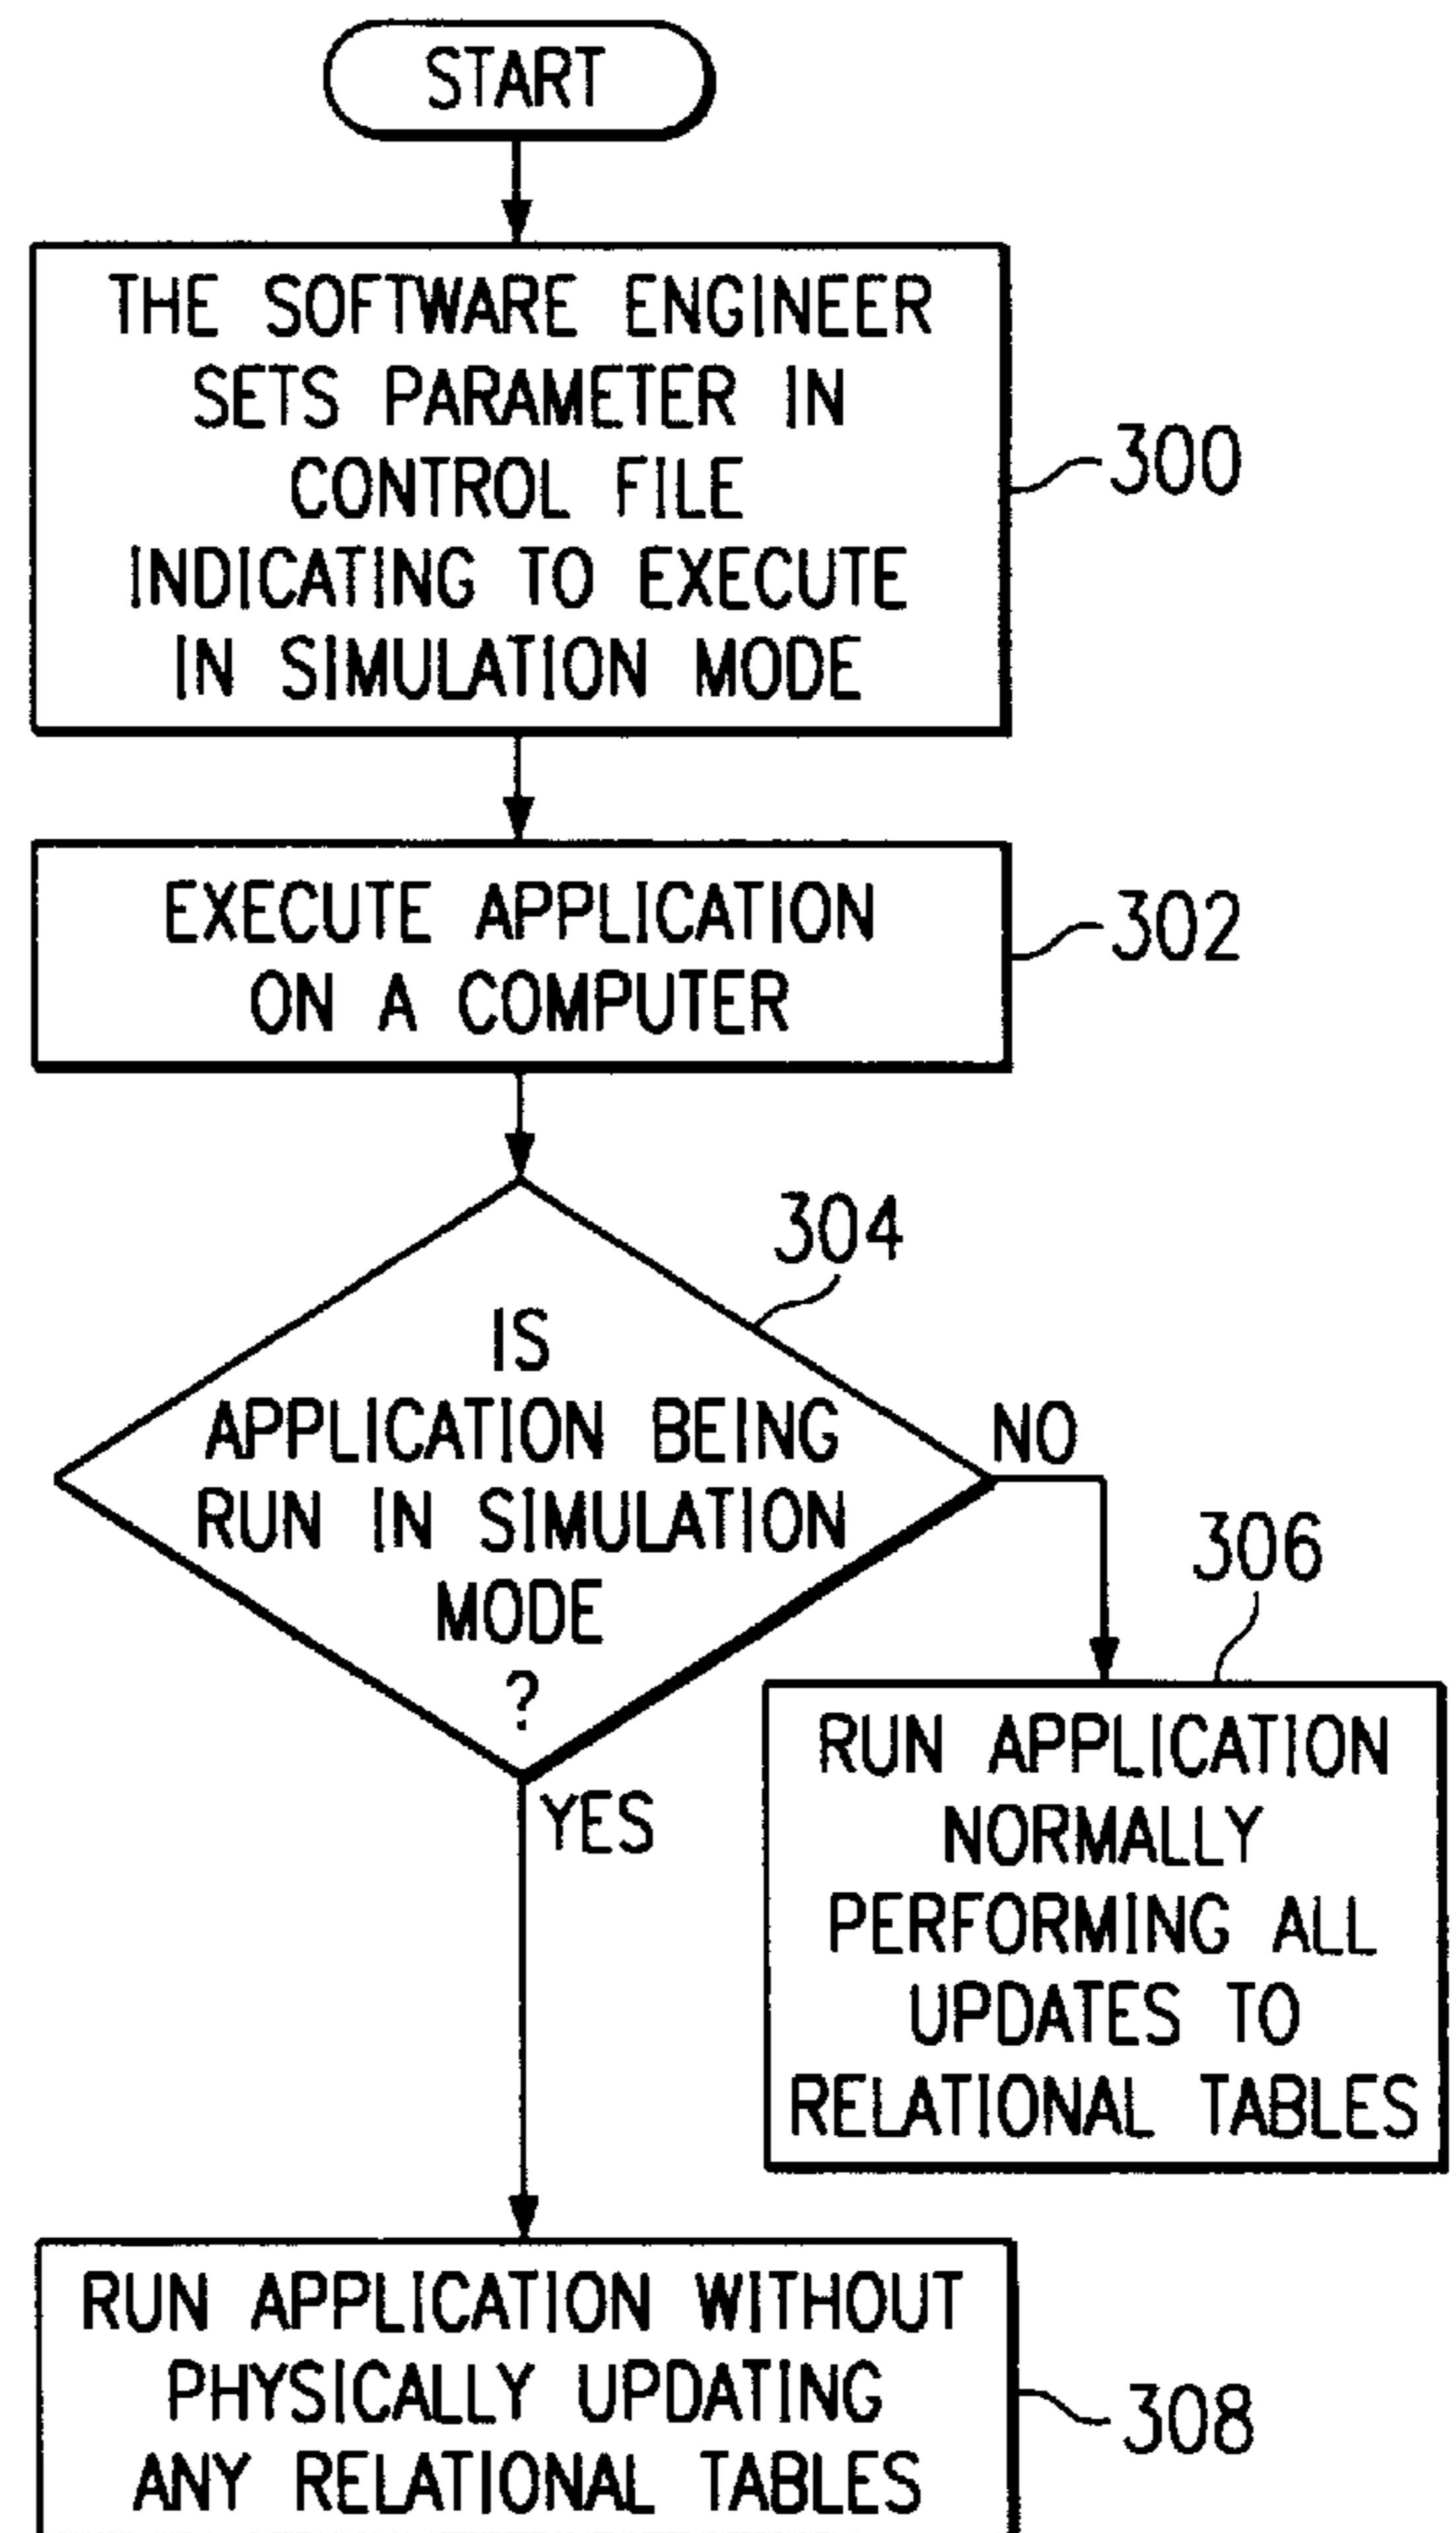 START
THE SOFTWARE ENGINEER
SETS PARAMETER IN
CONTROL FILE
INDICATING TO EXECUTE
IN SIMULATION MODE
300
EXECUTE APPLICATION
ON A COMPUTER
302
304
IS
APPLICATION BEING
RUN IN SIMULATION
MODE
?
NO
YES
306
RUN APPLICATION
NORMALLY
PERFORMING ALL
UPDATES TO
RELATIONAL TABLES
RUN APPLICATION WITHOUT
PHYSICALLY UPDATING
ANY RELATIONAL TABLES
308